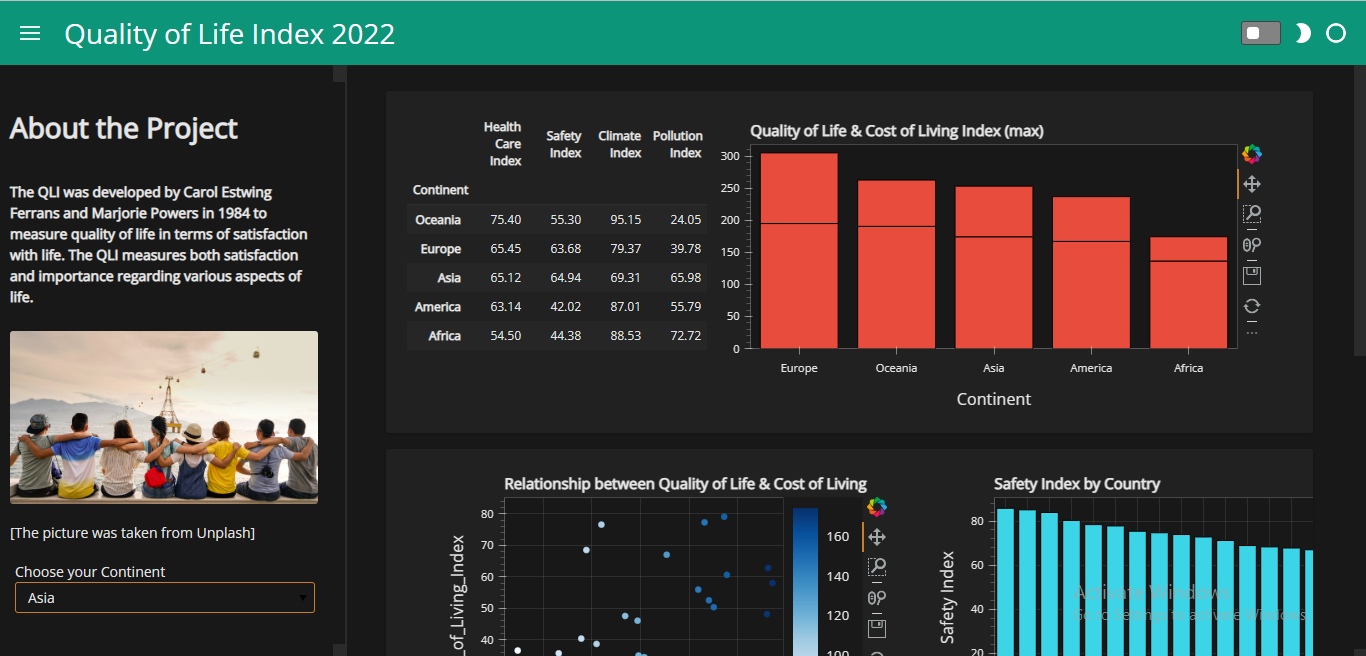 Quality of Life Index 2022
About the Project
The QLI was developed by Carol Estwing
Ferrans and Marjorie Powers in 1984 to
measure quality of life in terms of satisfaction
with life. The QLI measures both satisfaction
and importance regarding various aspects of
life.
[The picture was taken from Unplash]
Choose your Continent
Asia
Health Care Index Safety Index Climate Index Pollution Index
Continent
Oceania 75.40 55.30 95.15 24.05
Europe 65.45 63.68 79.37 39.78
Asia 65.12 64.94 69.31 65.98
America 63.14 42.02 87.01 55.79
Africa 54.50 44.38 88.53 72.72
Quality of Life & Cost of Living Index (max)
300
250
200
150
100
50
0
Europe Oceania Asia America Africa
Continent
Relationship between Quality of Life & Cost of Living
_of_Living_Index
80
70
60
50
40
160
140
120
100
Safety Index by Country
Safety Index
80
60
40
20
Activate Windows
Go to Settings to activate Windows.